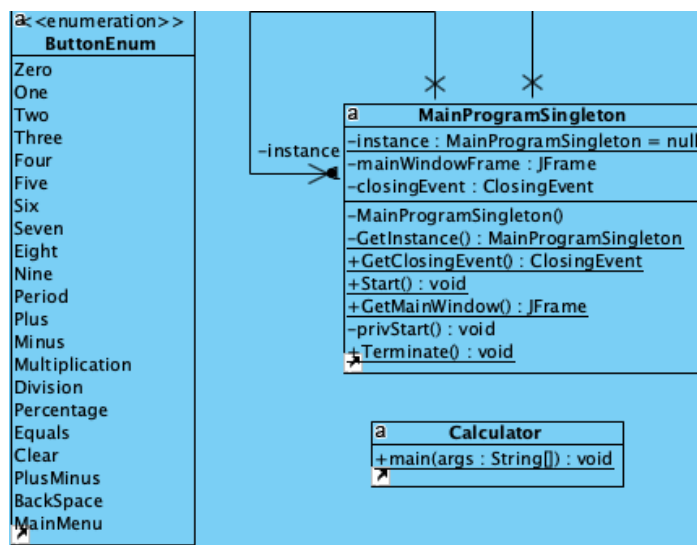 <<enumeration>>
ButtonEnum
Zero
One
Two
Three
Four
Five
Six
Seven
Eight
Nine
Period
Plus
Minus
Multiplication
Division
Percentage
Equals
Clear
PlusMinus
BackSpace
MainMenu
-instance
MainProgramSingleton
-instance : MainProgramSingleton = null
-mainWindowFrame : JFrame
-closingEvent : ClosingEvent
-MainProgramSingleton()
-GetInstance() : MainProgramSingleton
+GetClosingEvent() : ClosingEvent
+Start() : void
+GetMainWindow() : JFrame
-privStart() : void
+Terminate() : void
Calculator
+main(args : String[]) : void